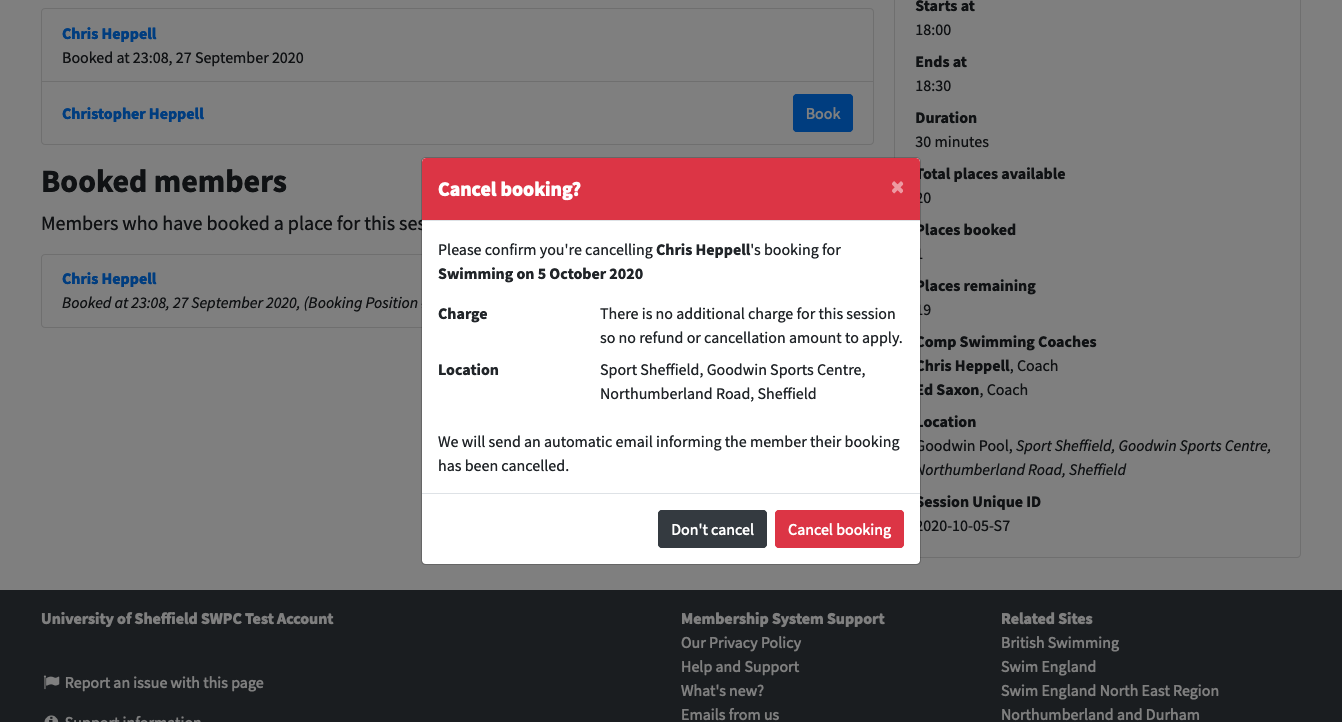 Chris Heppell
Booked at 23:08, 27 September 2020
Christopher Heppell
Book
Booked members
Members who have booked a place for this
Chris Heppell
Booked at 23:08, 27 September 2020, (Booking Position
Cancel booking?
×
Please confirm you're cancelling Chris Heppell's booking for
Swimming on 5 October 2020
Charge
There is no additional charge for this session
so no refund or cancellation amount to apply.
Location
Sport Sheffield, Goodwin Sports Centre,
Northumberland Road, Sheffield
We will send an automatic email informing the member their booking
has been cancelled.
Don't cancel
Cancel booking
Starts at
18:00
Ends at
18:30
Duration
30 minutes
Total places available
20
Places booked
Places remaining
19
Comp Swimming Coaches
Chris Heppell, Coach
Ed Saxon, Coach
Location
Goodwin Pool, Sport Sheffield, Goodwin Sports Centre,
Northumberland Road, Sheffield
Session Unique ID
2020-10-05-S7
University of Sheffield SWPC Test Account
Report an issue with this page
Support information
Membership System Support
Our Privacy Policy
Help and Support
What's new?
Emails from us
Related Sites
British Swimming
Swim England
Swim England North East Region
Northumberland and Durham